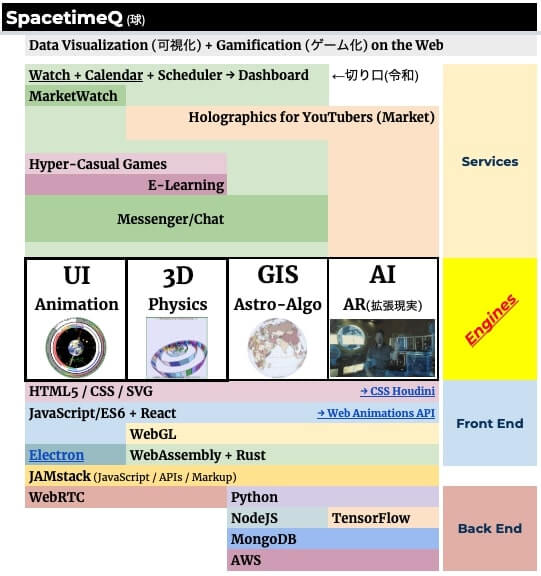 SpacetimeQ (球)
Data Visualization (可視化) + Gamification (ゲーム化) on the Web
Watch + Calendar + Scheduler → Dashboard ←切り口(令和)
MarketWatch
Holographics for YouTubers (Market)
Services
Hyper-Casual Games
E-Learning
Messenger/Chat
UI 3D GIS AI
Animation Physics Astro-Algo AR(拡張現実)
Engines
HTML5 / CSS / SVG → CSS Houdini
JavaScript/ES6 + React → Web Animations API
Front End
WebGL
Electron WebAssembly + Rust
JAMstack (JavaScript / APIs / Markup)
WebRTC Python
NodeJS TensorFlow
Back End
MongoDB
AWS